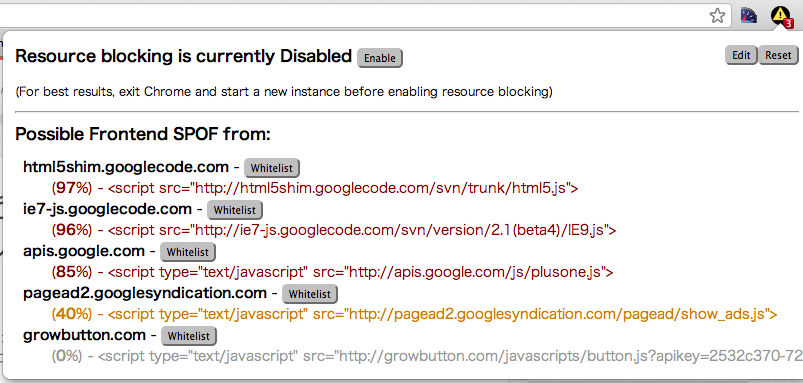 3
Resource blocking is currently Disabled Enable Edit Reset
(For best results, exit Chrome and start a new instance before enabling resource blocking)
Possible Frontend SPOF from:
html5shim.googlecode.com - Whitelist
(97%) - <script src="http://html5shim.googlecode.com/svn/trunk/html5.js">
ie7-js.googlecode.com - Whitelist
(96%) - <script src="http://ie7-js.googlecode.com/svn/version/2.1(beta4)/IE9.js">
apis.google.com - Whitelist
(85%) - <script type="text/javascript" src="http://apis.google.com/js/plusone.js">
pagead2.googlesyndication.com - Whitelist
(40%) - <script type="text/javascript" src="http://pagead2.googlesyndication.com/pagead/show_ads.js">
growbutton.com - Whitelist
(0%) - <script type="text/javascript" src="http://growbutton.com/javascripts/button.js?apikey=2532c370-72